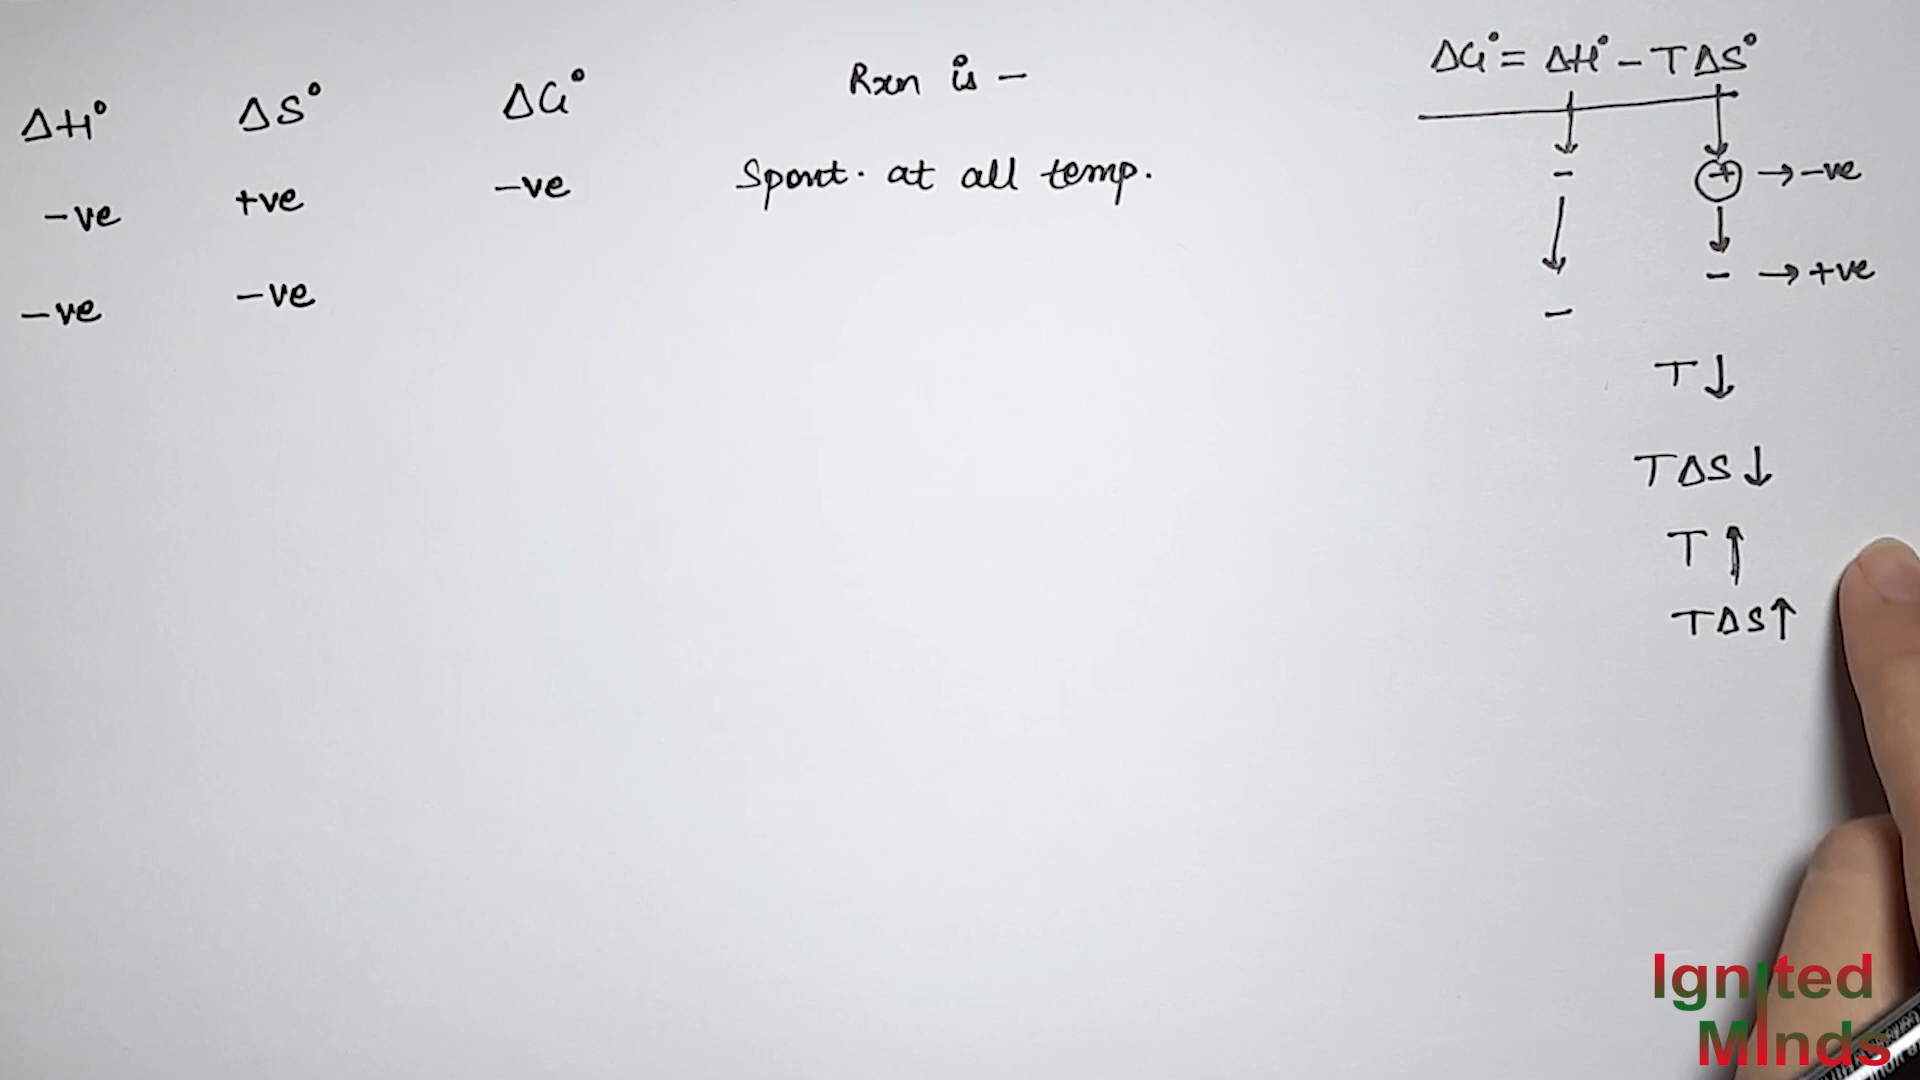 ΔH° ΔS° ΔG° Rxn is –
-ve +ve -ve Spont. at all temp.
-ve -ve
ΔG° = ΔH° - TΔS°
- + → -ve
- → +ve
-
T↓
TΔS↓
T↑
TΔS↑
Ignited
Minds